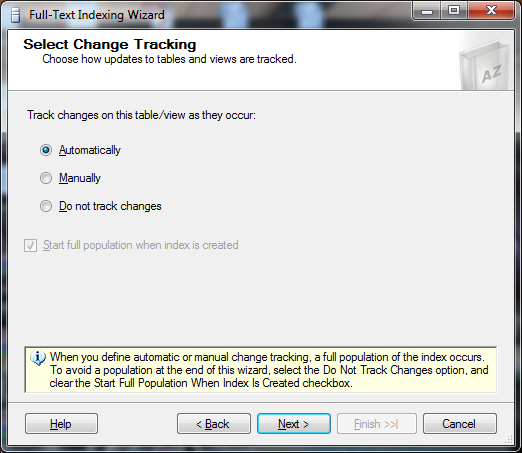 Full-Text Indexing Wizard
Select Change Tracking
Choose how updates to tables and views are tracked.
AZ
Track changes on this table/view as they occur:
Automatically
Manually
Do not track changes
Start full population when index is created
When you define automatic or manual change tracking, a full population of the index occurs.
To avoid a population at the end of this wizard, select the Do Not Track Changes option, and
clear the Start Full Population When Index Is Created checkbox.
Help
< Back
Next >
Finish >>|
Cancel